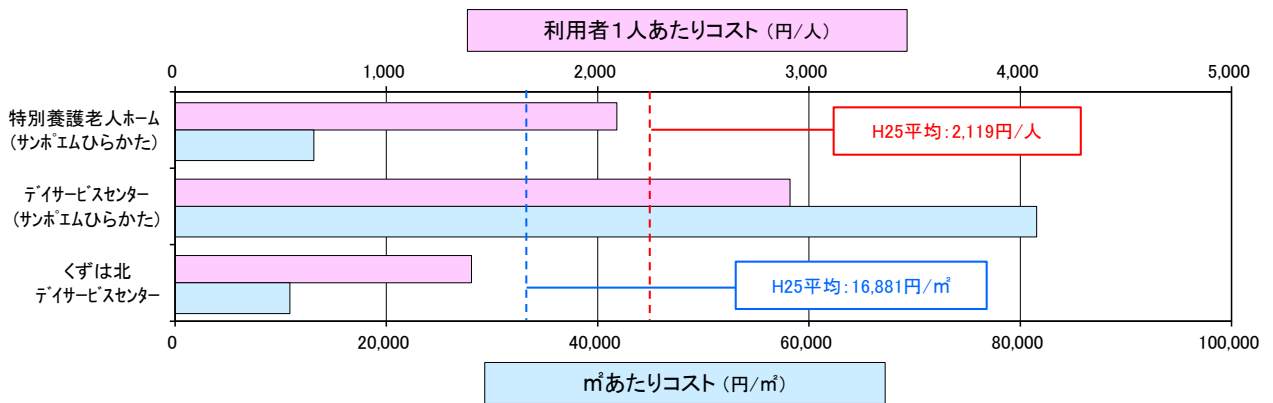 利用者1人あたりコスト (円/人)
0 1,000 2,000 3,000 4,000 5,000
特別養護老人ホーム
(サンポエムひらかた)
H25平均:2,119円/人
デイサービスセンター
(サンポエムひらかた)
くずは北
デイサービスセンター
H25平均:16,881円/㎡
0 20,000 40,000 60,000 80,000 100,000
㎡あたりコスト (円/㎡)